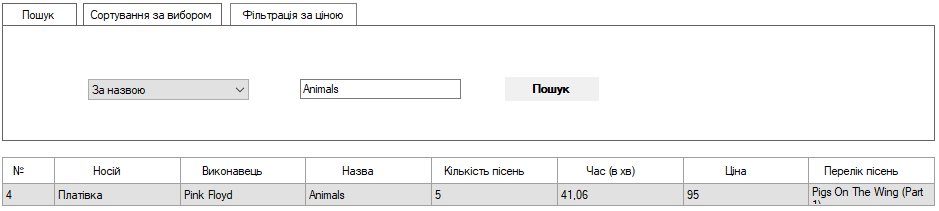 Пошук Сортування за вибором Фільтрація за ціною
За назвою Animals Пошук
№ Носій Виконавець Назва Кількість пісень Час (в хв) Ціна Перелік пісень
4 Платівка Pink Floyd Animals 5 41,06 95 Pigs On The Wing (Part
1)